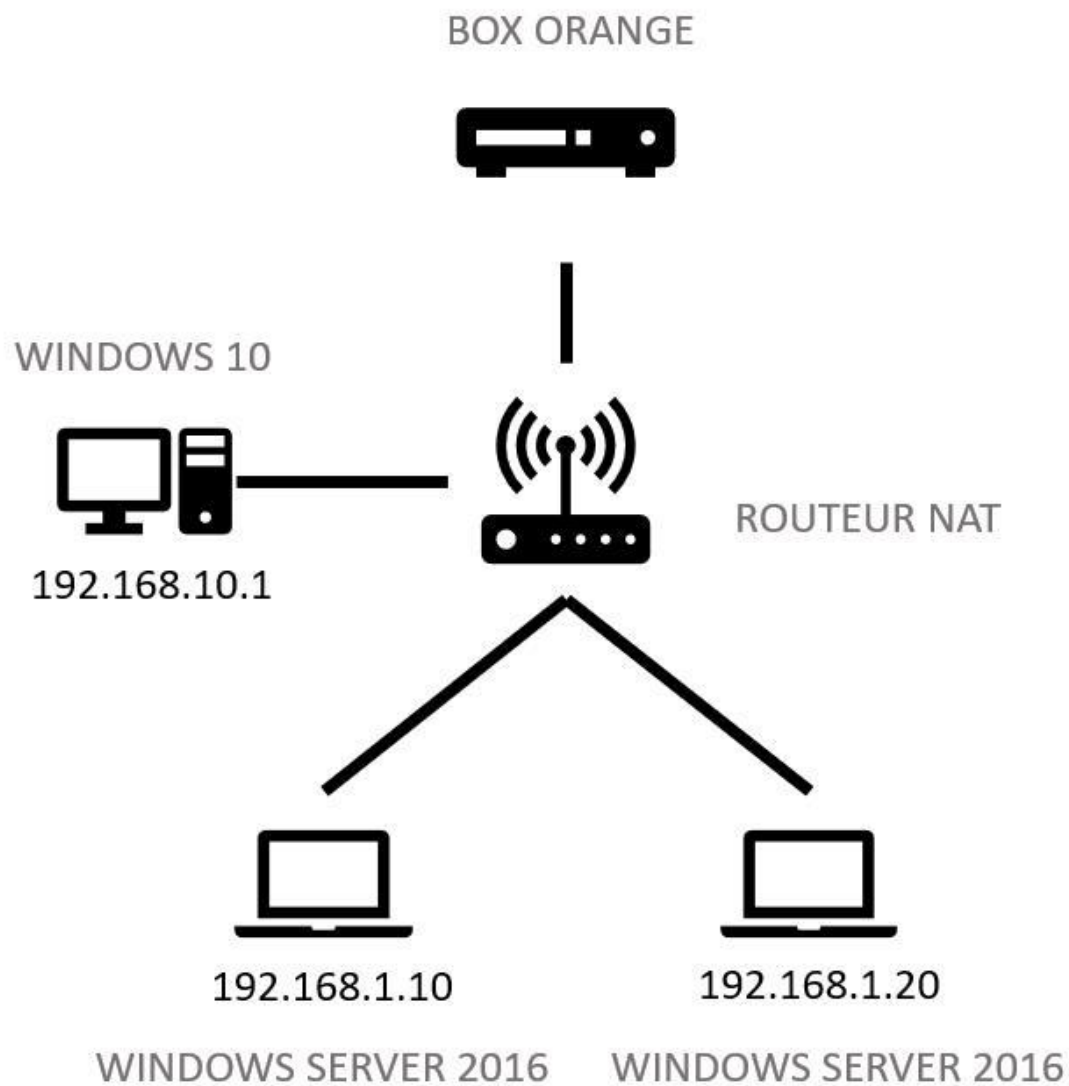 BOX ORANGE
WINDOWS 10
192.168.10.1
ROUTEUR NAT
192.168.1.10
192.168.1.20
WINDOWS SERVER 2016
WINDOWS SERVER 2016